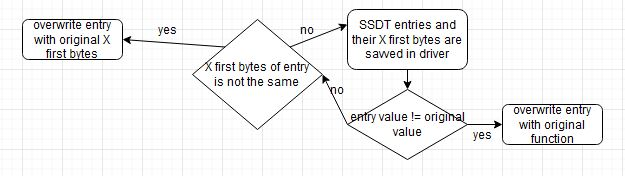 overwrite entry
with original X
first bytes
yes
X first bytes of entry
is not the same
no
SSDT entries and
their X first bytes are
savwed in driver
no
entry value != original
value
yes
overwrite entry
with original
function